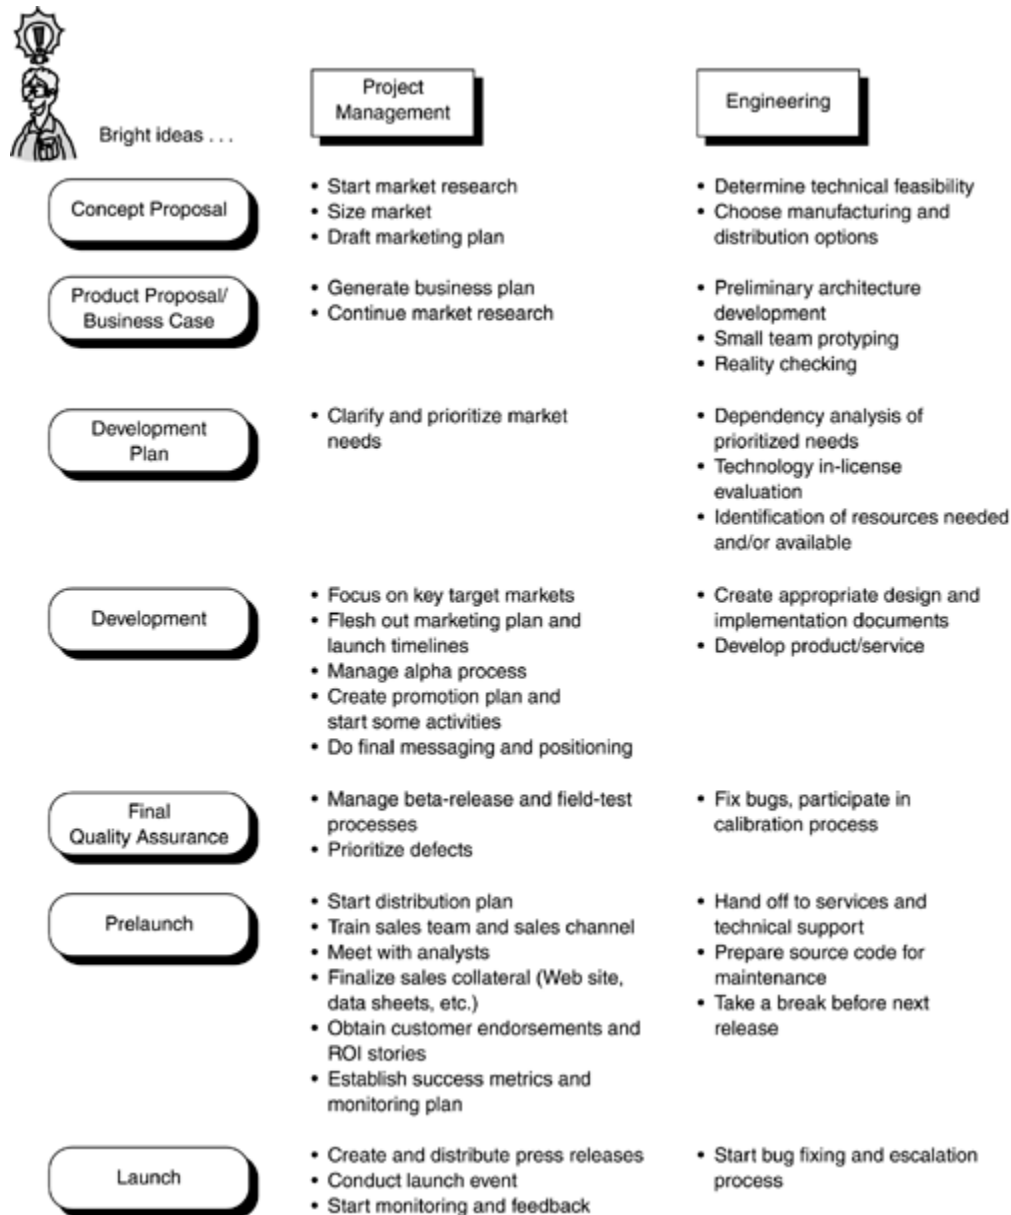 Bright ideas . . .
Project
Management
Engineering
Concept Proposal
• Start market research
• Size market
• Draft marketing plan
• Determine technical feasibility
• Choose manufacturing and
distribution options
Product Proposal/
Business Case
• Generate business plan
• Continue market research
• Preliminary architecture
development
• Small team protyping
• Reality checking
Development
Plan
• Clarify and prioritize market
needs
• Dependency analysis of
prioritized needs
• Technology in-license
evaluation
• Identification of resources needed
and/or available
Development
• Focus on key target markets
• Flesh out marketing plan and
launch timelines
• Manage alpha process
• Create promotion plan and
start some activities
• Do final messaging and positioning
• Create appropriate design and
implementation documents
• Develop product/service
Final
Quality Assurance
• Manage beta-release and field-test
processes
• Prioritize defects
• Fix bugs, participate in
calibration process
Prelaunch
• Start distribution plan
• Train sales team and sales channel
• Meet with analysts
• Finalize sales collateral (Web site,
data sheets, etc.)
• Obtain customer endorsements and
ROI stories
• Establish success metrics and
monitoring plan
• Hand off to services and
technical support
• Prepare source code for
maintenance
• Take a break before next
release
Launch
• Create and distribute press releases
• Conduct launch event
• Start monitoring and feedback
• Start bug fixing and escalation
process